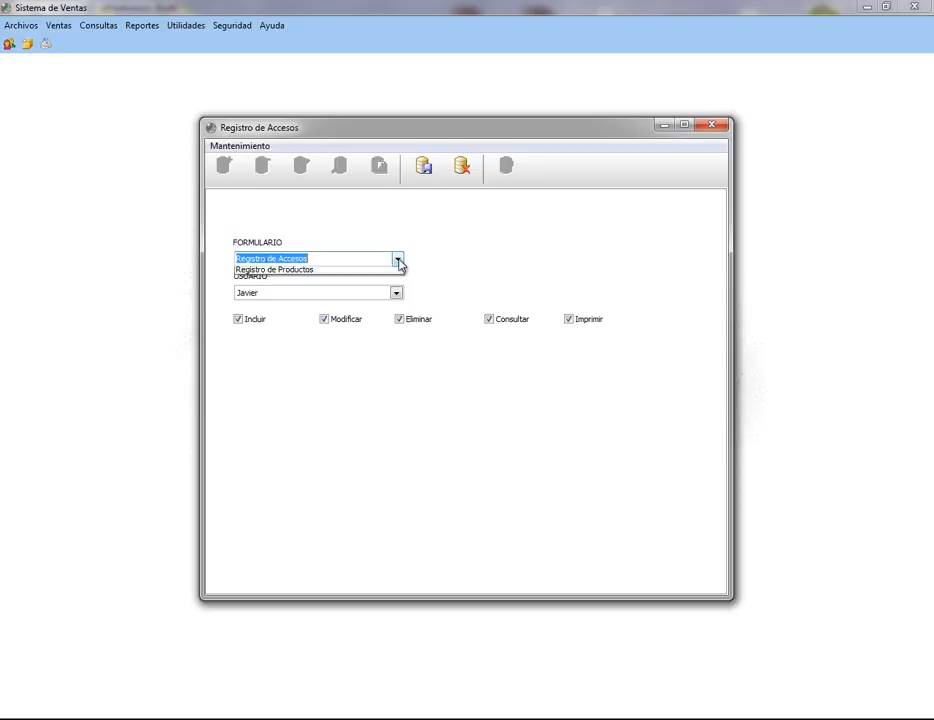 Sistema de Ventas
Archivos Ventas Consultas Reportes Utilidades Seguridad Ayuda
Registro de Accesos
Mantenimiento
FORMULARIO
Registro de Accesos
Registro de Productos
USUARIO
Javier
Incluir Modificar Eliminar Consultar Imprimir